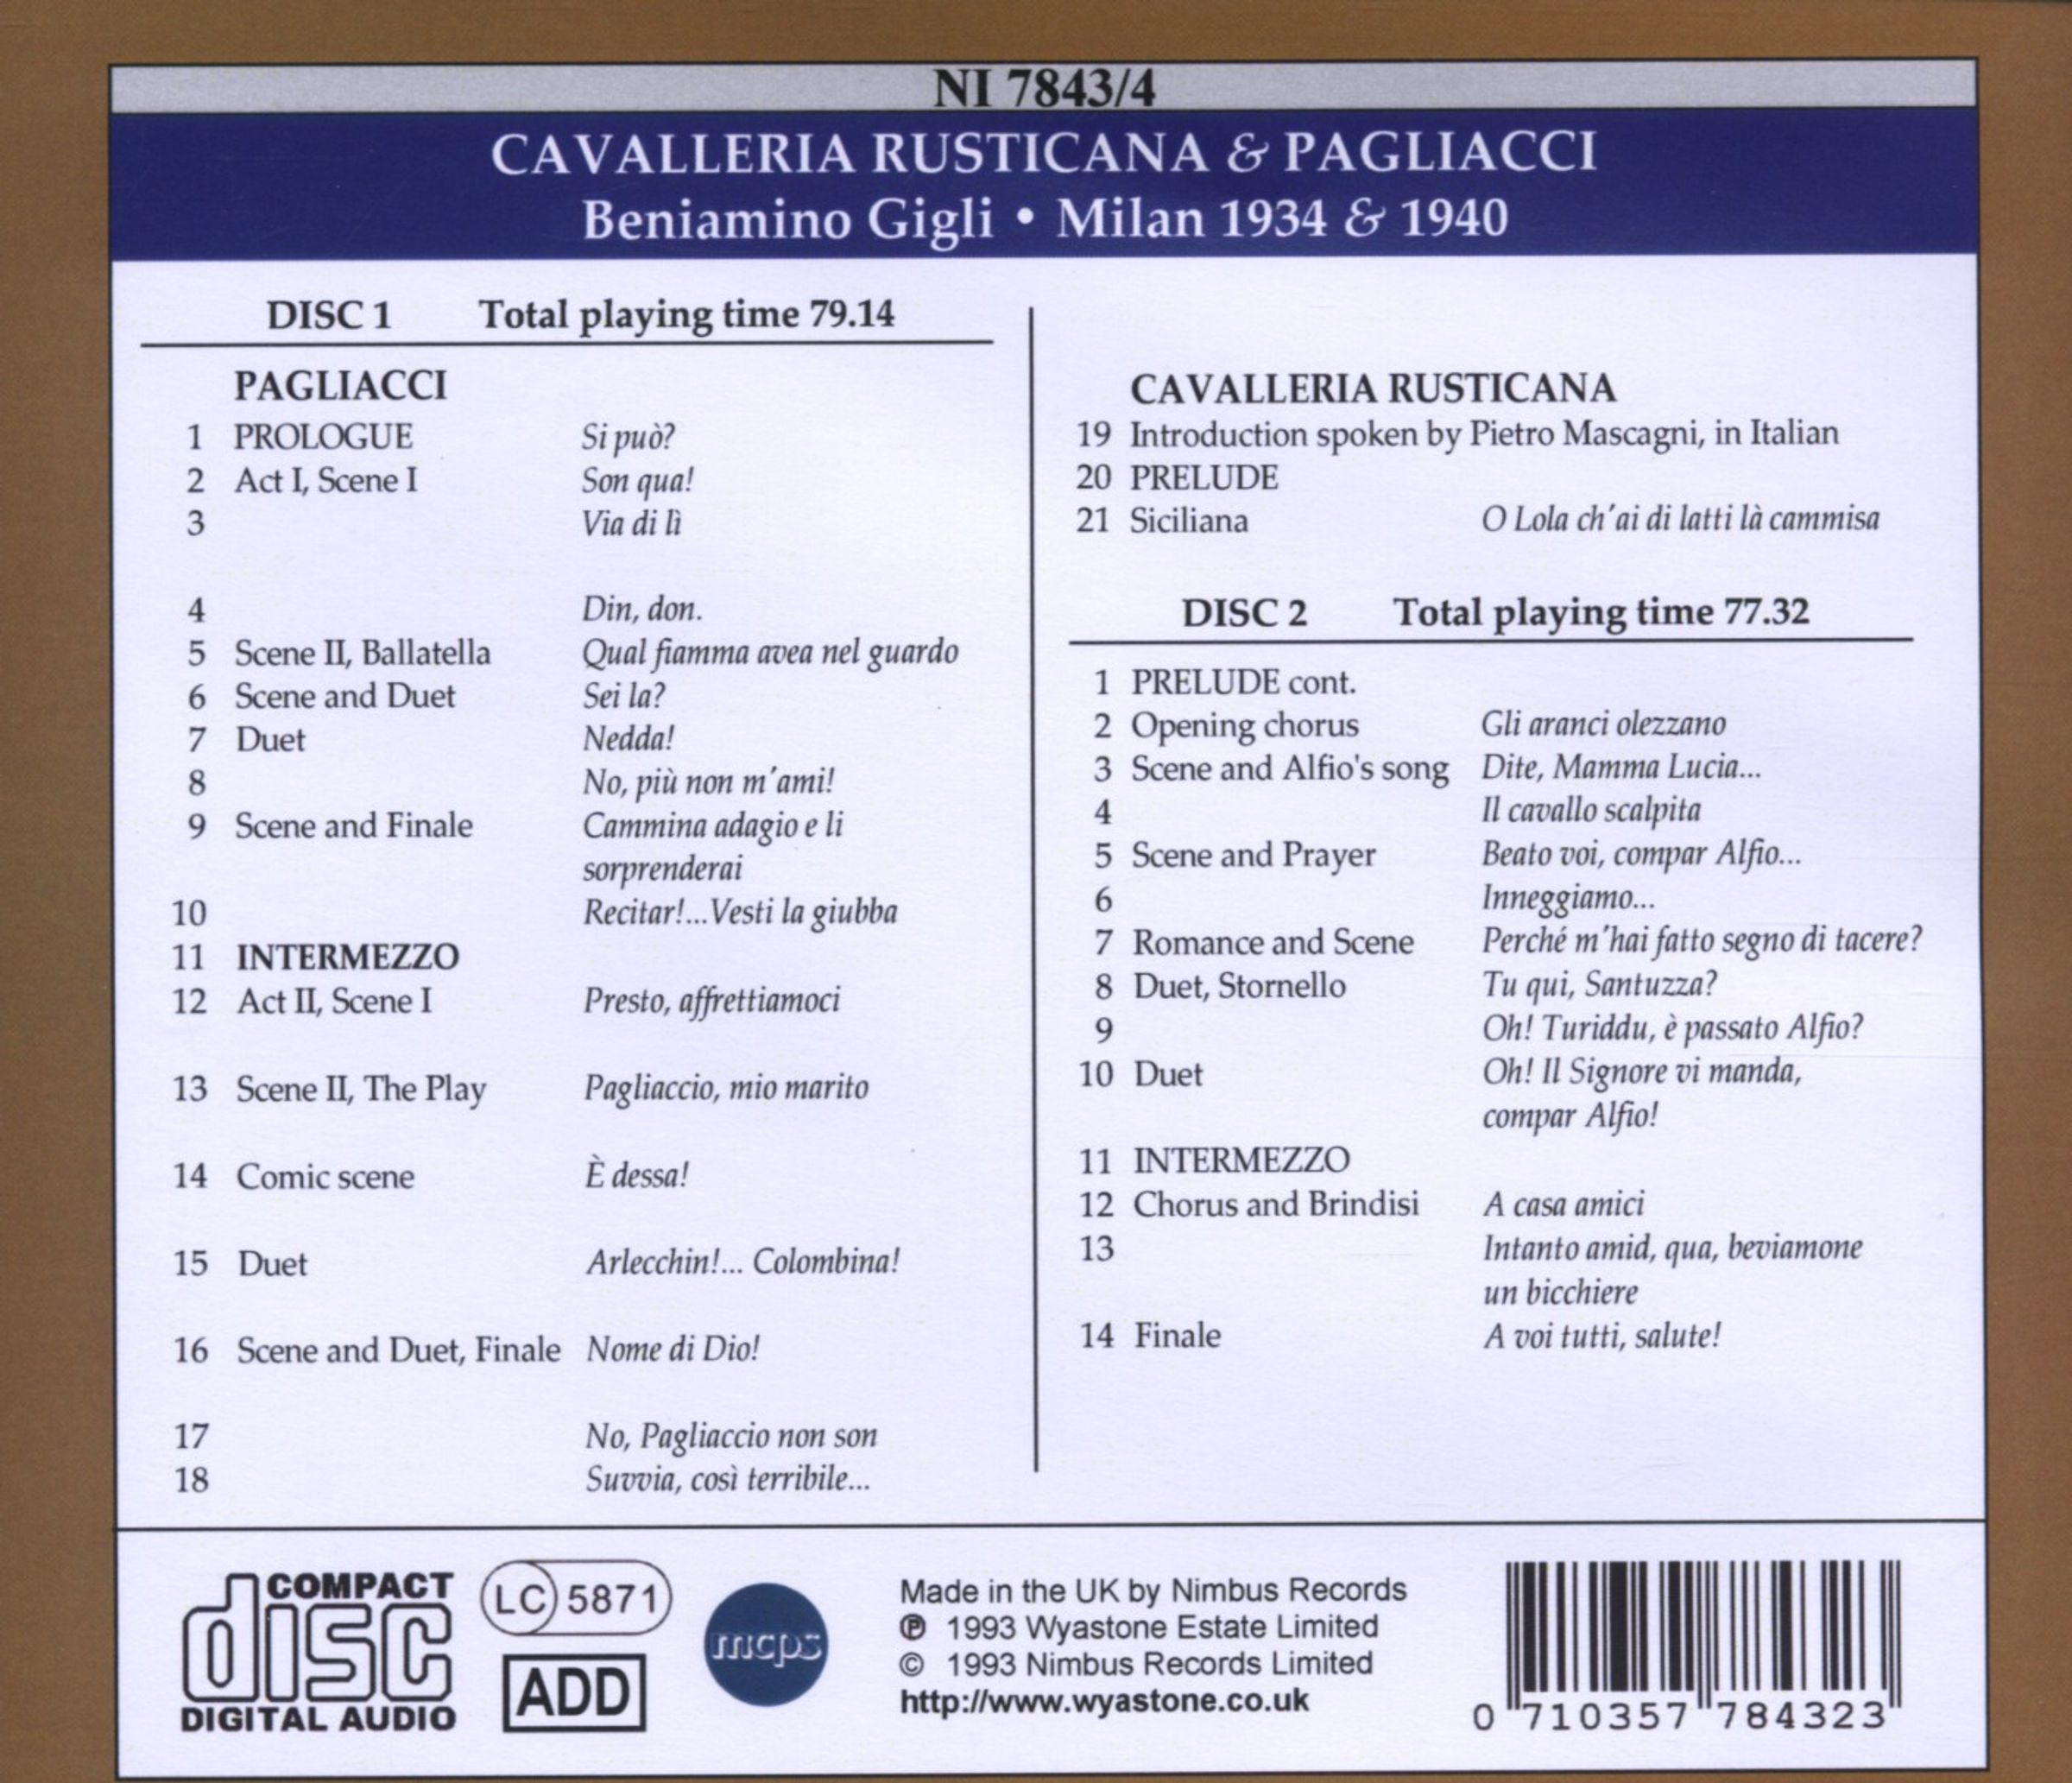 NI 7843/4
CAVALLERIA RUSTICANA & PAGLIACCI
Beniamino Gigli • Milan 1934 & 1940
DISC 1 Total playing time 79.14
PAGLIACCI
1 PROLOGUE Si può?
2 Act I, Scene I Son qua!
3 Via di lì
4 Din, don.
5 Scene II, Ballatella Qual fiamma avea nel guardo
6 Scene and Duet Sei la?
7 Duet Nedda!
8 No, più non m'ami!
9 Scene and Finale Cammina adagio e li
sorprenderai
10 Recitar!...Vesti la giubba
11 INTERMEZZO
12 Act II, Scene I Presto, affrettiamoci
13 Scene II, The Play Pagliaccio, mio marito
14 Comic scene È dessa!
15 Duet Arlecchin!... Colombina!
16 Scene and Duet, Finale Nome di Dio!
17 No, Pagliaccio non son
18 Suvvia, così terribile...
CAVALLERIA RUSTICANA
19 Introduction spoken by Pietro Mascagni, in Italian
20 PRELUDE
21 Siciliana O Lola ch'ai di latti là cammisa
DISC 2 Total playing time 77.32
1 PRELUDE cont.
2 Opening chorus Gli aranci olezzano
3 Scene and Alfio's song Dite, Mamma Lucia...
4 Il cavallo scalpita
5 Scene and Prayer Beato voi, compar Alfio...
6 Inneggiamo...
7 Romance and Scene Perché m'hai fatto segno di tacere?
8 Duet, Stornello Tu qui, Santuzza?
9 Oh! Turiddu, è passato Alfio?
10 Duet Oh! Il Signore vi manda,
compar Alfio!
11 INTERMEZZO
12 Chorus and Brindisi A casa amici
13 Intanto amid, qua, beviamone
un bicchiere
14 Finale A voi tutti, salute!
COMPACT
disc
DIGITAL AUDIO
LC 5871
ADD
mcps
Made in the UK by Nimbus Records
℗ 1993 Wyastone Estate Limited
© 1993 Nimbus Records Limited
http://www.wyastone.co.uk
0 710357 784323